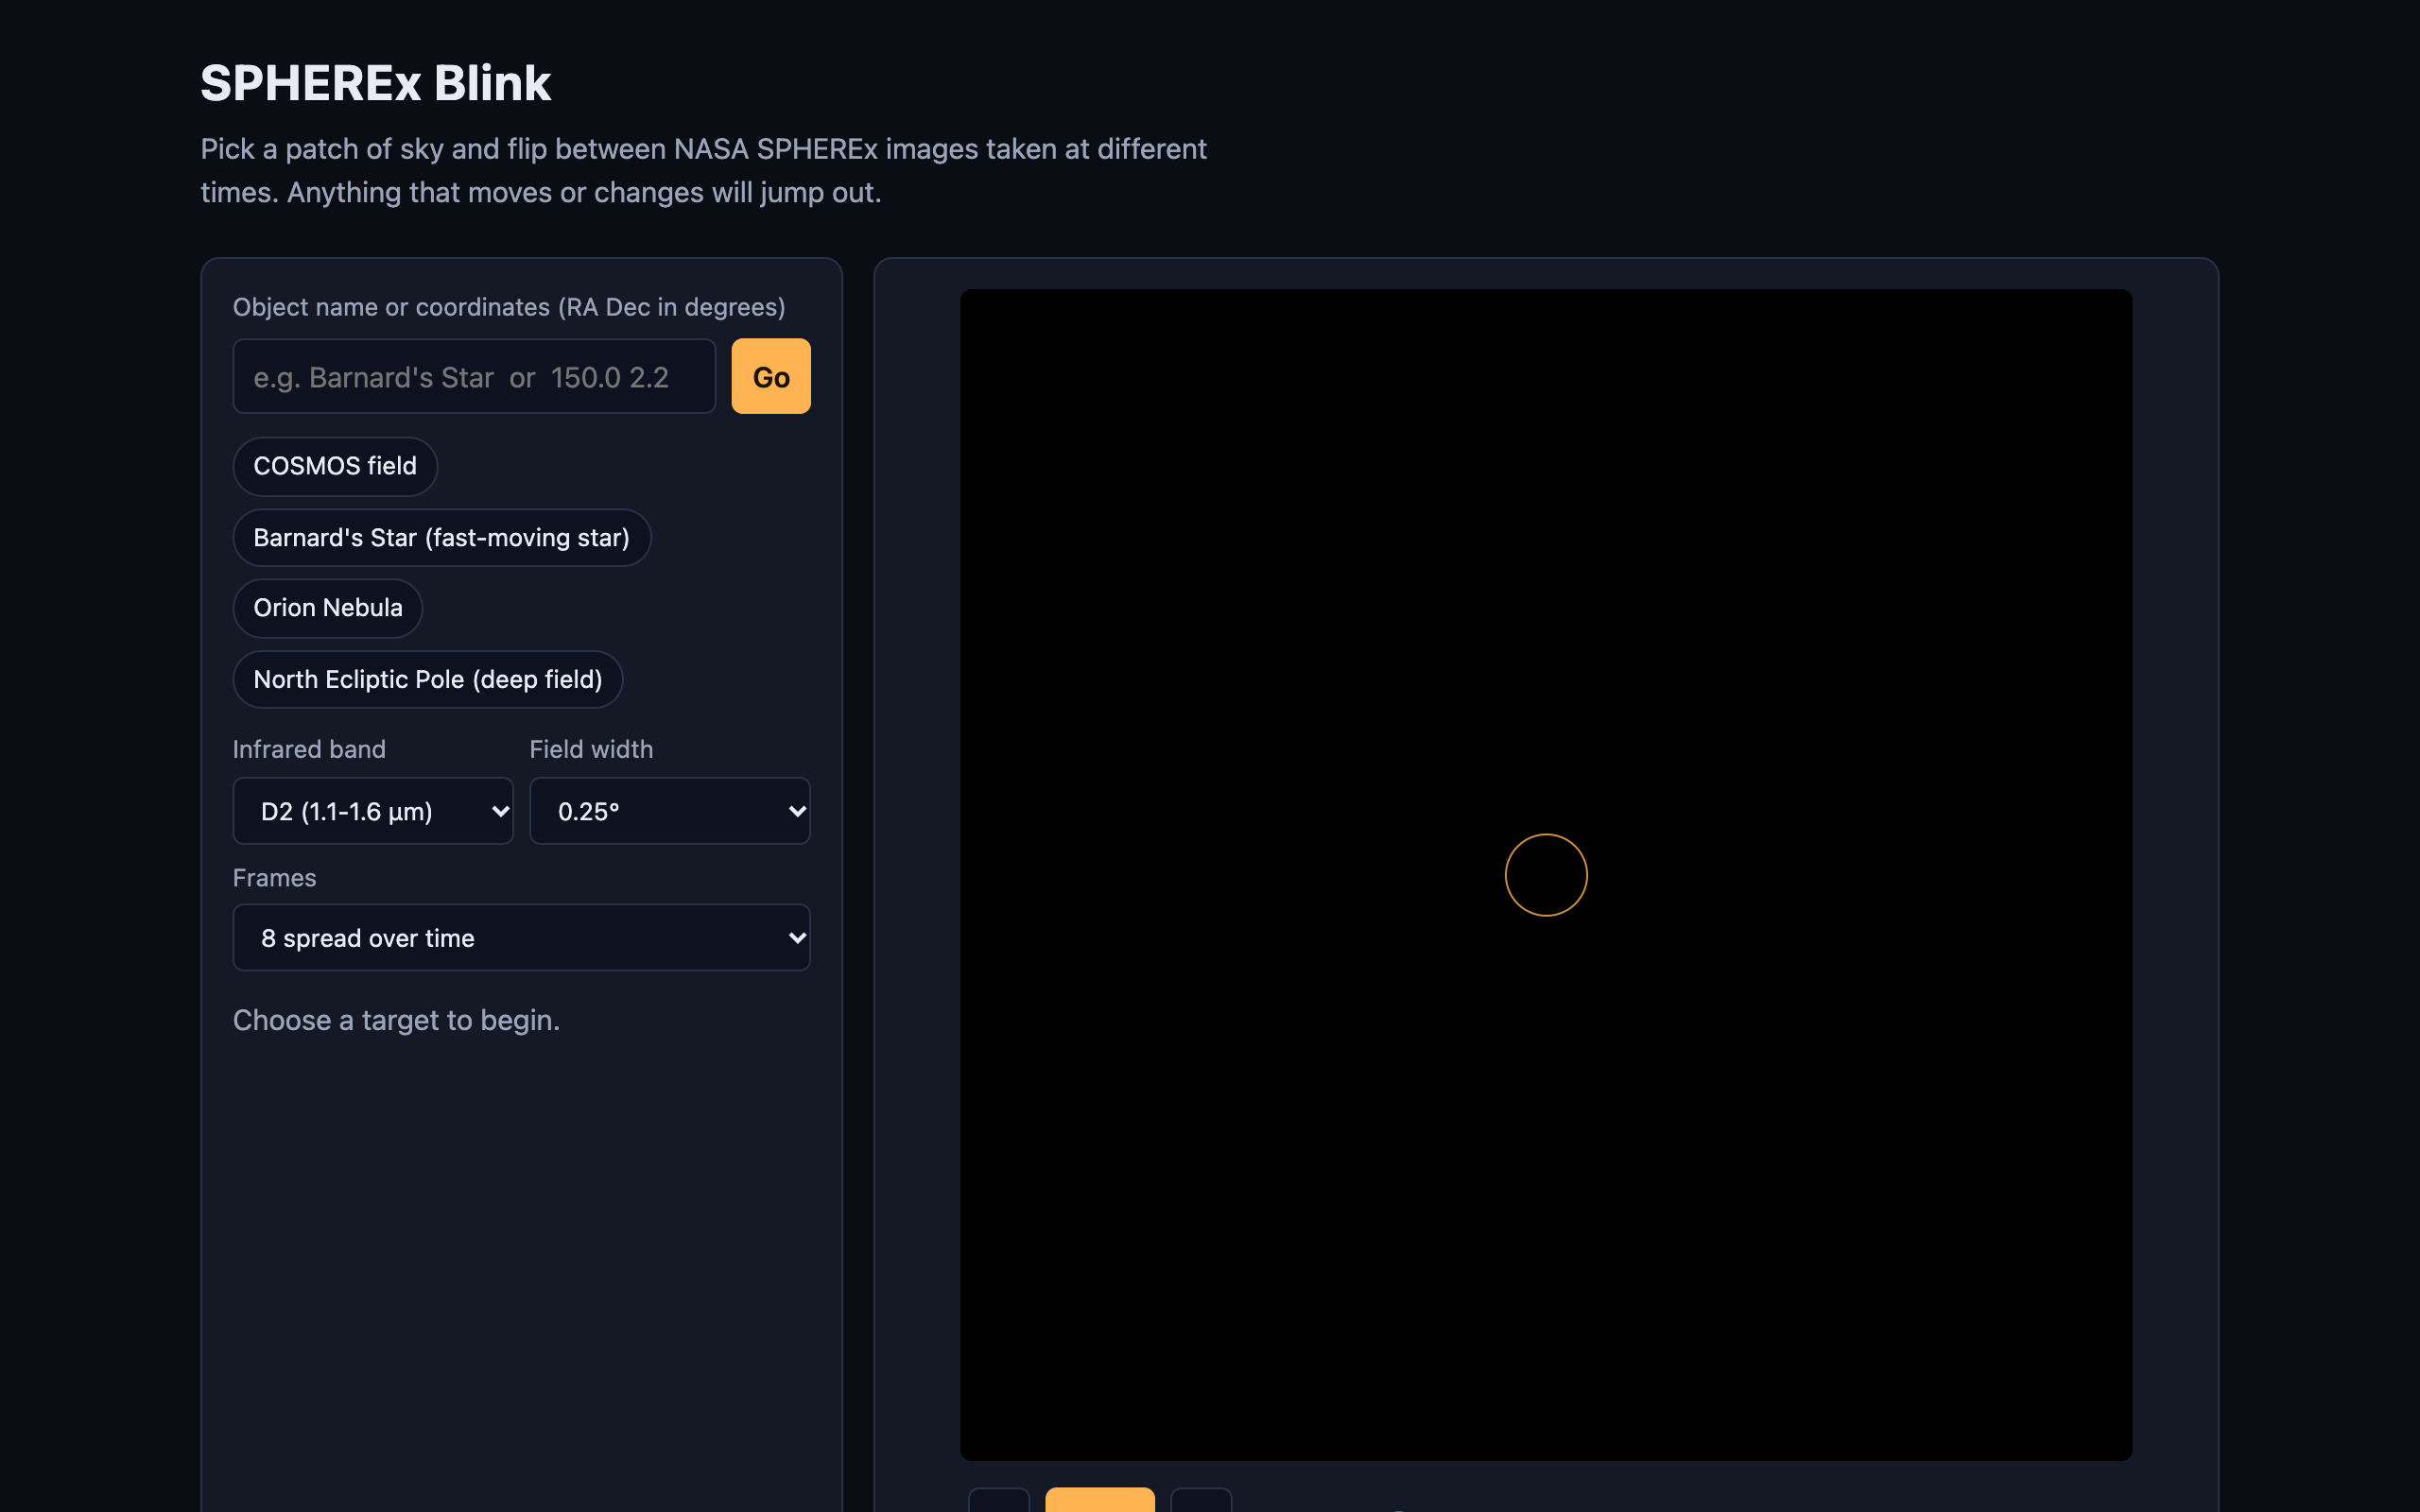 SPHEREx Blink
Pick a patch of sky and flip between NASA SPHEREx images taken at different
times. Anything that moves or changes will jump out.
Object name or coordinates (RA Dec in degrees)
e.g. Barnard's Star  or  150.0 2.2
Go
COSMOS field
Barnard's Star (fast-moving star)
Orion Nebula
North Ecliptic Pole (deep field)
Infrared band
Field width
D2 (1.1-1.6 µm)
0.25°
Frames
8 spread over time
Choose a target to begin.